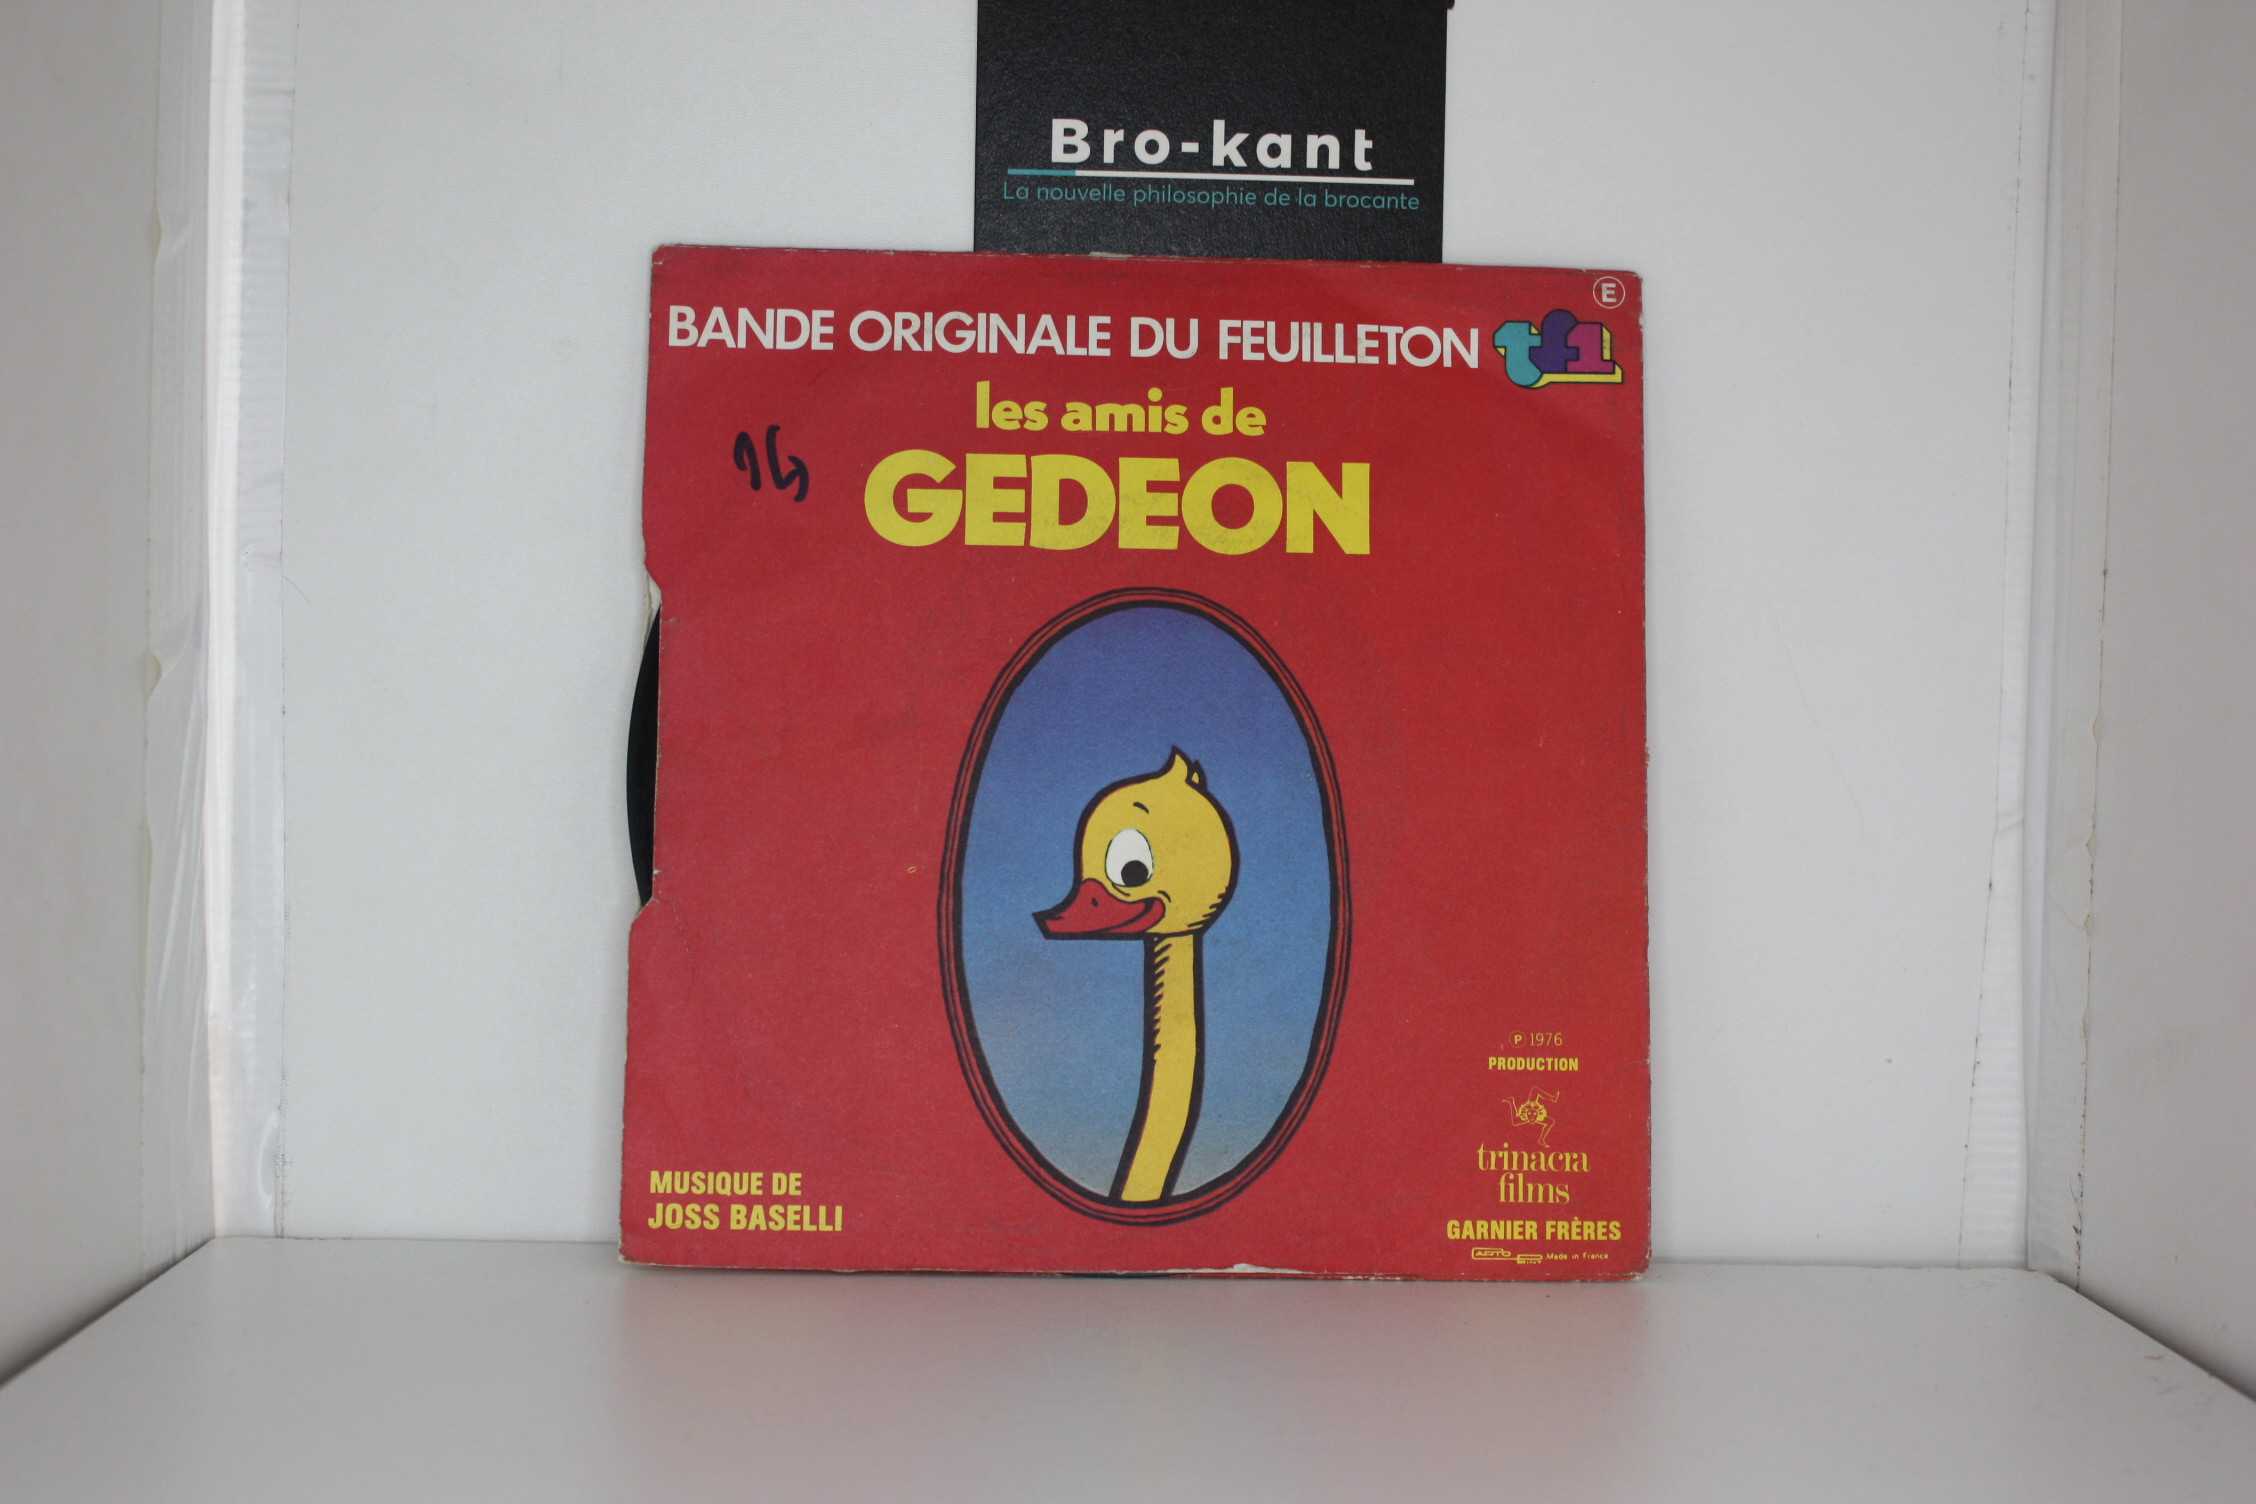 Bro-kant
La nouvelle philosophie de la brocante
E
BANDE ORIGINALE DU FEUILLETON tf1
les amis de
GEDEON
P 1976
PRODUCTION
trinacra
films
MUSIQUE DE
JOSS BASELLI
GARNIER FRÈRES
Made in France